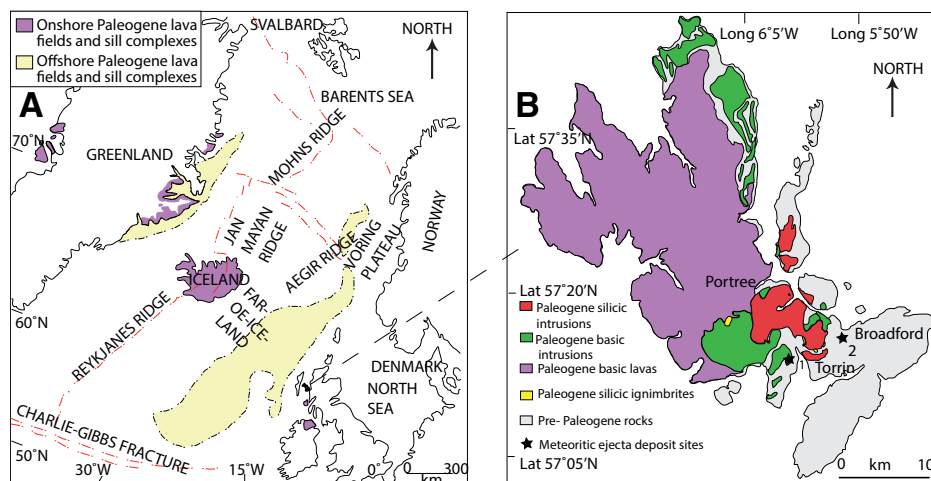 Onshore Paleogene lava
fields and sill complexes
Offshore Paleogene lava
fields and sill complexes
A
SVALBARD
NORTH
BARENTS SEA
70°N
GREENLAND
MOHNS RIDGE
JAN
MAYAN
RIDGE
AEGIR RIDGE
VORING
PLATEAU
NORWAY
ICELAND
FAR-
OE-ICE-
LAND
60°N
REYKJANES RIDGE
DENMARK
NORTH
SEA
CHARLIE-GIBBS FRACTURE
50°N
30°W
15°W
0°
0 300
km
B
Long 6°5’W
Long 5°50’W
NORTH
Lat 57°35’N
Lat 57°20’N
Portree
Paleogene silicic
intrusions
Paleogene basic
intrusions
Paleogene basic lavas
Paleogene silicic ignimbrites
Pre- Paleogene rocks
Meteoritic ejecta deposit sites
Broadford
2
1
Torrin
Lat 57°05’N
0 km 10